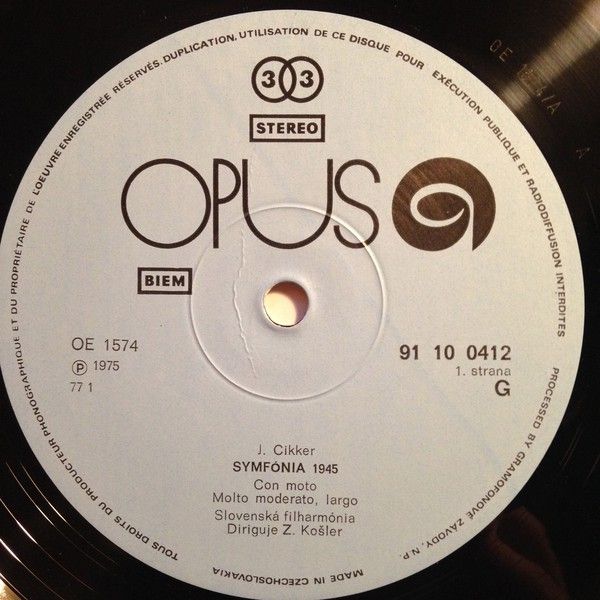 TOUS DROITS DU PRODUCTEUR PHONOGRAPHIQUE ET DU PROPRIÉTAIRE DE L'OEUVRE ENREGISTRÉE RÉSERVÉS. DUPLICATION, UTILISATION DE CE DISQUE POUR EXÉCUTION PUBLIQUE ET RADIODIFFUSION INTERDITES
33
STEREO
OPUS
BIEM
OE 1574
Ⓟ 1975
77 1
91 10 0412
1. strana
G
J. Cikker
SYMFÓNIA 1945
Con moto
Molto moderato, largo
Slovenská filharmónia
Diriguje Z. Košler
PROCESSED BY GRAMOFONOVÉ ZÁVODY, N. P.
MADE IN CZECHOSLOVAKIA